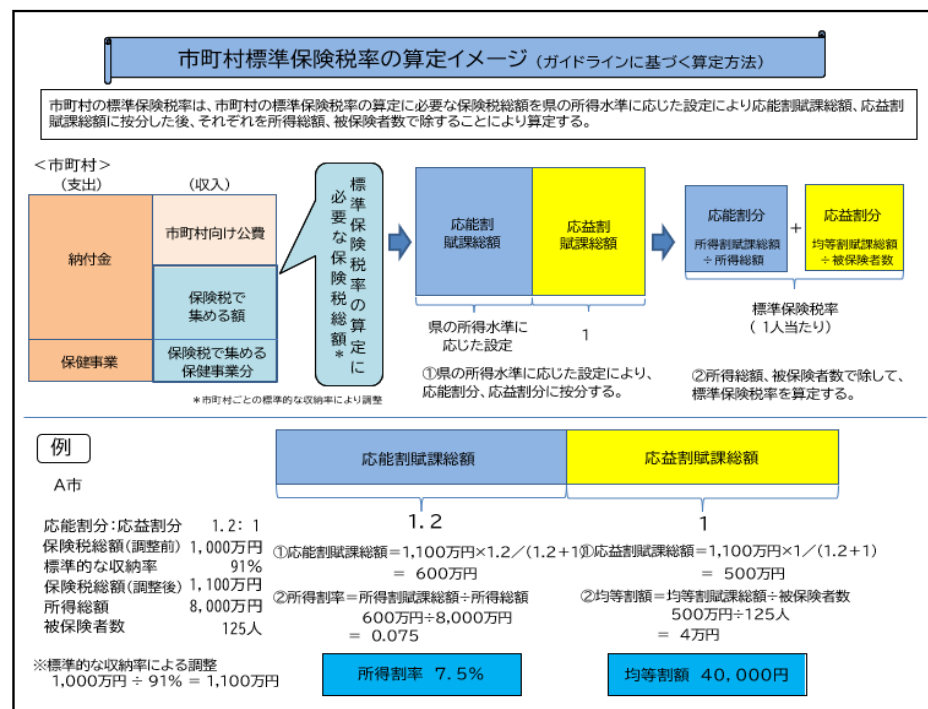 市町村標準保険税率の算定イメージ（ガイドラインに基づく算定方法）
市町村の標準保険税率は、市町村の標準保険税率の算定に必要な保険税総額を県の所得水準に応じた設定により応能割賦課総額、応益割
賦課総額に按分した後、それぞれを所得総額、被保険者数で除することにより算定する。
＜市町村＞
（支出）
（収入）
納付金
保健事業
市町村向け公費
保険税で
集める額
保険税で集める
保健事業分
標準保険税率の算定に
必要な保険税総額＊
＊市町村ごとの標準的な収納率により調整
応能割
賦課総額
応益割
賦課総額
県の所得水準に
応じた設定
1
①県の所得水準に応じた設定により、
応能割分、応益割分に按分する。
応能割分
所得割賦課総額
÷所得総額
+
応益割分
均等割賦課総額
÷被保険者数
標準保険税率
（1人当たり）
②所得総額、被保険者数で除して、
標準保険税率を算定する。
例
A市
応能割分：応益割分 1.2：1
保険税総額(調整前) 1,000万円
標準的な収納率 91%
保険税総額(調整後) 1,100万円
所得総額 8,000万円
被保険者数 125人
※標準的な収納率による調整
1,000万円 ÷ 91% = 1,100万円
応能割賦課総額
応益割賦課総額
1.2
1
①応能割賦課総額＝1,100万円×1.2/(1.2+1)
＝ 600万円
②所得割率＝所得割賦課総額÷所得総額
600万円÷8,000万円
＝ 0.075
所得割率 7.5%
①応益割賦課総額＝1,100万円×1/(1.2+1)
＝ 500万円
②均等割額＝均等割賦課総額÷被保険者数
500万円÷125人
＝ 4万円
均等割額 40,000円